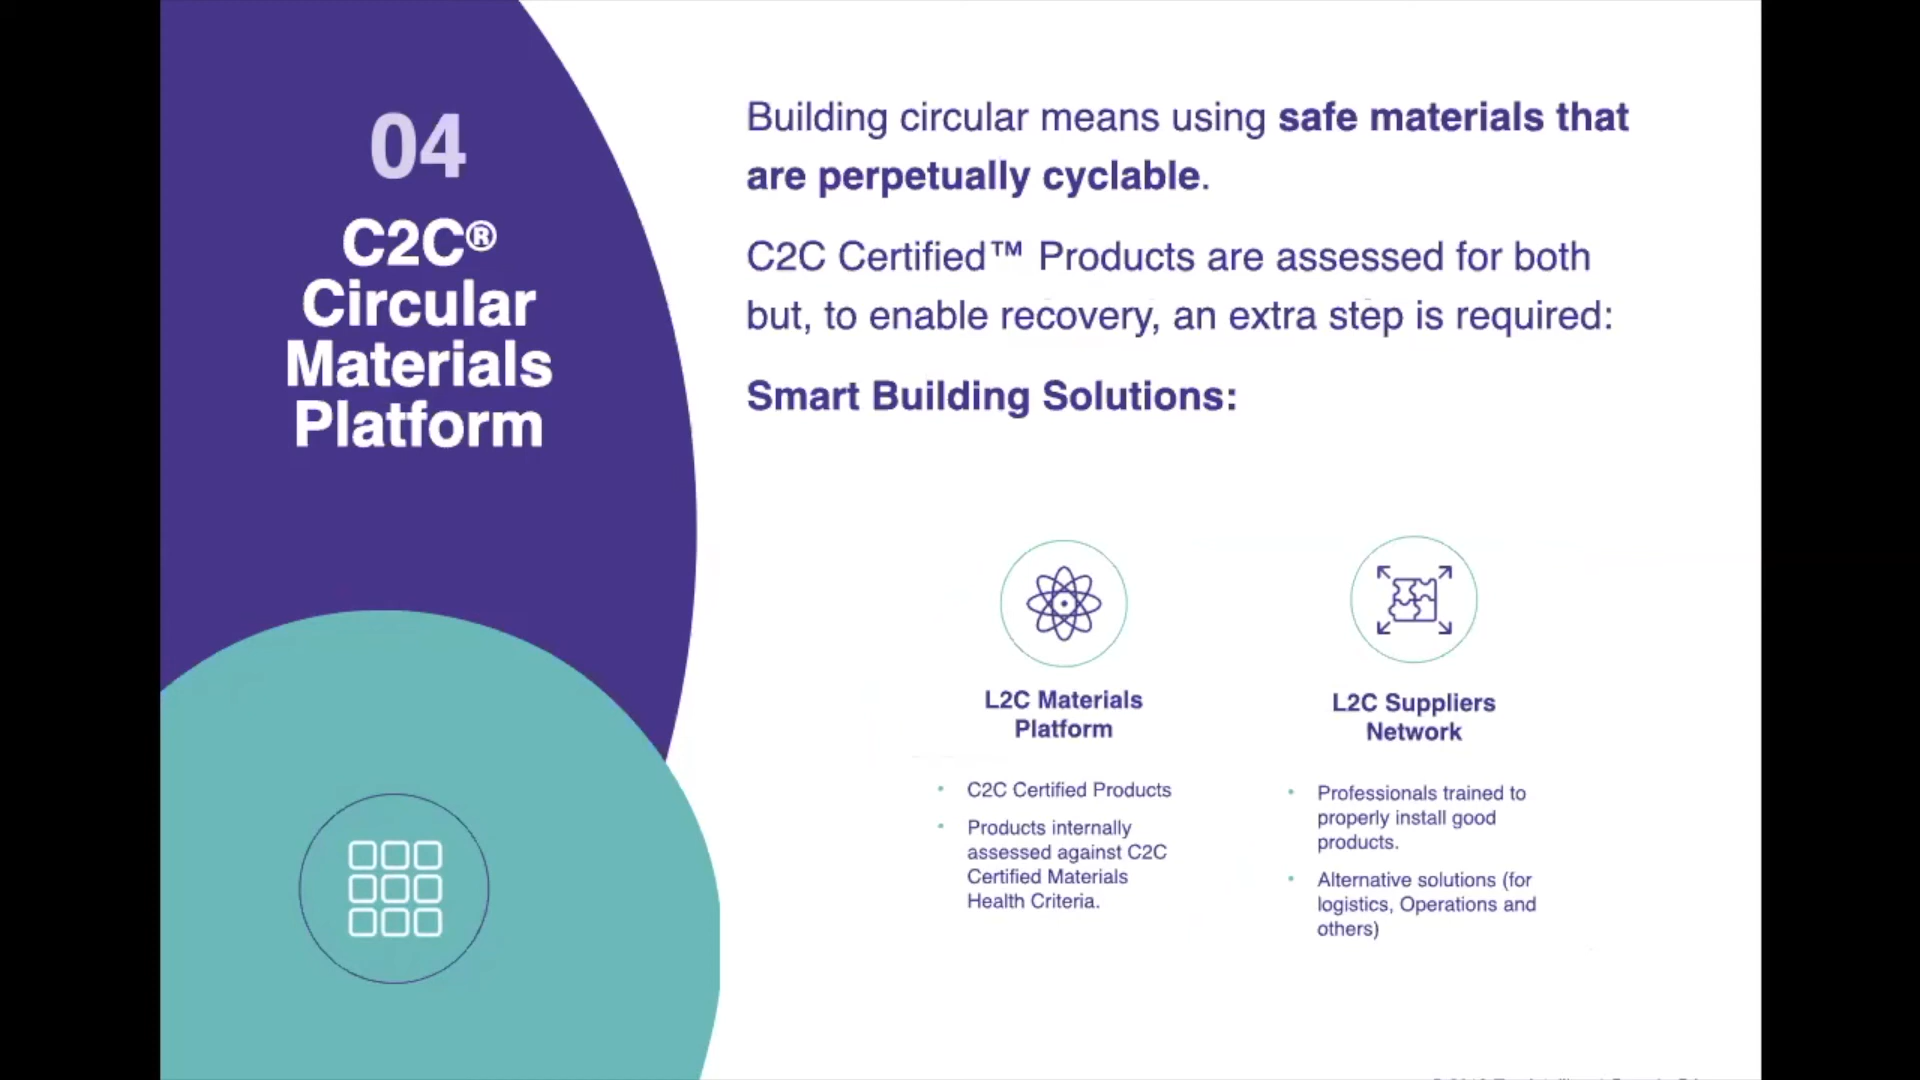 04
C2C®
Circular
Materials
Platform
Building circular means using safe materials that
are perpetually cyclable.
C2C Certified™ Products are assessed for both
but, to enable recovery, an extra step is required:
Smart Building Solutions:
L2C Materials
Platform
• C2C Certified Products
• Products internally
assessed against C2C
Certified Materials
Health Criteria.
L2C Suppliers
Network
• Professionals trained to
properly install good
products.
• Alternative solutions (for
logistics, Operations and
others)